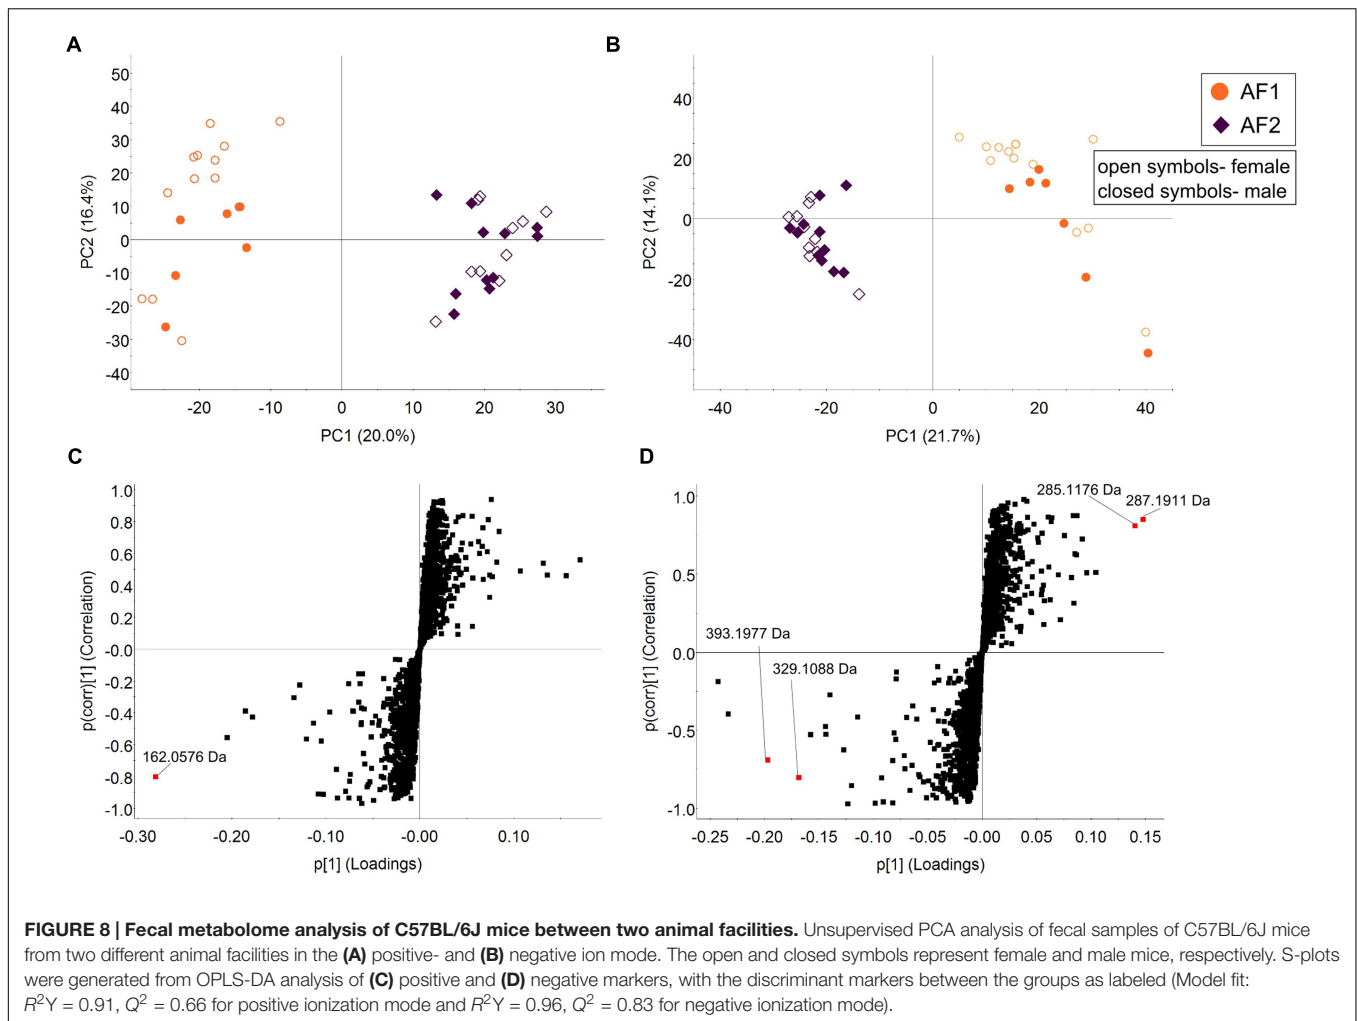 A
B
50
40
30
20
10
0
-10
-20
-30
-40
PC2 (16.4%)
-20 -10 0 10 20 30
PC1 (20.0%)
40
20
0
-20
-40
PC2 (14.1%)
-40 -20 0 20 40
PC1 (21.7%)
AF1
AF2
open symbols- female
closed symbols- male
C
D
1.0
0.8
0.6
0.4
0.2
-0.0
-0.2
-0.4
-0.6
-0.8
-1.0
p(corr)[1] (Correlation)
162.0576 Da
-0.30 -0.20 -0.10 -0.00 0.10
p[1] (Loadings)
1.0
0.5
0.0
-0.5
-1.0
p(corr)[1] (Correlation)
285.1176 Da
287.1911 Da
393.1977 Da
329.1088 Da
-0.25 -0.20 -0.15 -0.10 -0.05 -0.00 0.05 0.10 0.15
p[1] (Loadings)
FIGURE 8 | Fecal metabolome analysis of C57BL/6J mice between two animal facilities. Unsupervised PCA analysis of fecal samples of C57BL/6J mice
from two different animal facilities in the (A) positive- and (B) negative ion mode. The open and closed symbols represent female and male mice, respectively. S-plots
were generated from OPLS-DA analysis of (C) positive and (D) negative markers, with the discriminant markers between the groups as labeled (Model fit:
R²Y = 0.91, Q² = 0.66 for positive ionization mode and R²Y = 0.96, Q² = 0.83 for negative ionization mode).